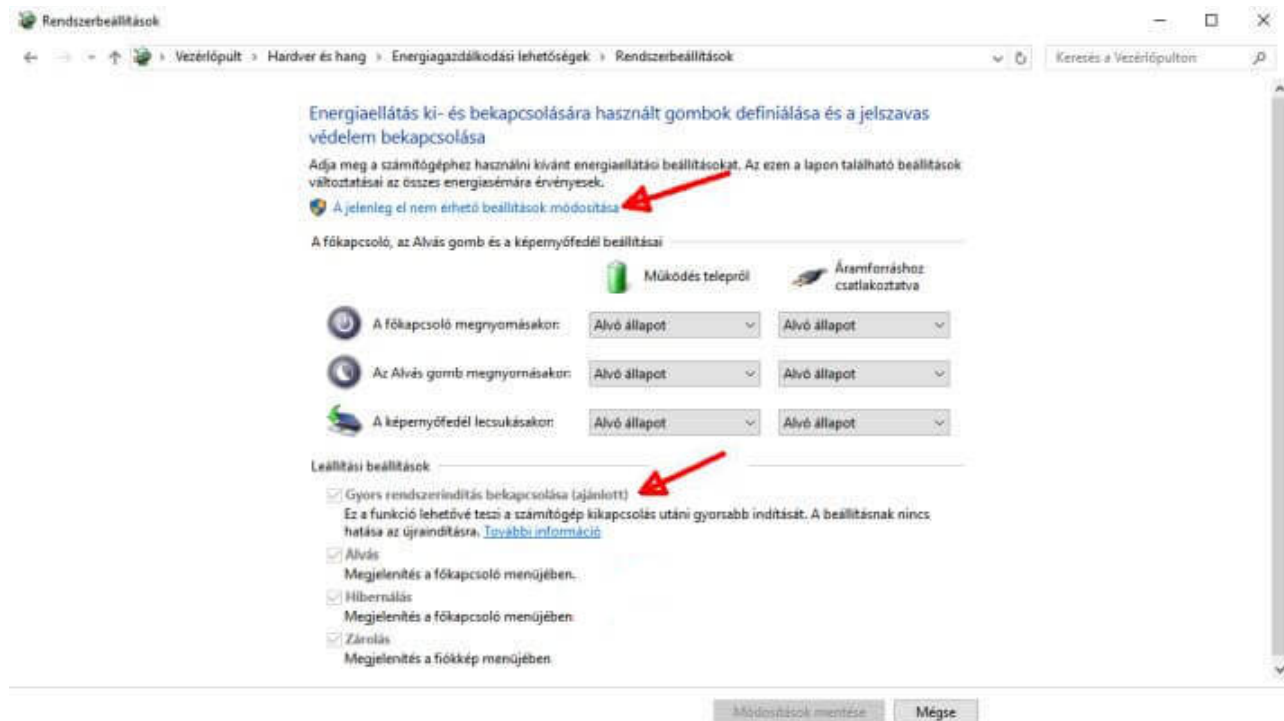 Rendszerbeállítások
Vezérlőpult > Hardver és hang > Energiagazdálkodási lehetőségek > Rendszerbeállítások
Keresés a Vezérlőpulton
Energiaellátás ki- és bekapcsolására használt gombok definiálása és a jelszavas
védelem bekapcsolása
Adja meg a számítógéphez használni kívánt energiaellátási beállításokat. Az ezen a lapon található beállítások
változtatásai az összes energiasémára érvényesek.
A jelenleg el nem érhető beállítások módosítása
A főkapcsoló, az Alvás gomb és a képernyőfedél beállításai
Működés telepről
Áramforráshoz
csatlakoztatva
A főkapcsoló megnyomásakor: Alvó állapot Alvó állapot
Az Alvás gomb megnyomásakor: Alvó állapot Alvó állapot
A képernyőfedél lecsukásakor: Alvó állapot Alvó állapot
Leállítási beállítások
Gyors rendszerindítás bekapcsolása (ajánlott)
Ez a funkció lehetővé teszi a számítógép kikapcsolás utáni gyorsabb indítását. A beállításnak nincs
hatása az újraindításra. További információ
Alvás
Megjelenítés a főkapcsoló menüjében.
Hibernálás
Megjelenítés a főkapcsoló menüjében.
Zárolás
Megjelenítés a fiókkép menüjében.
Módosítások mentése Mégse